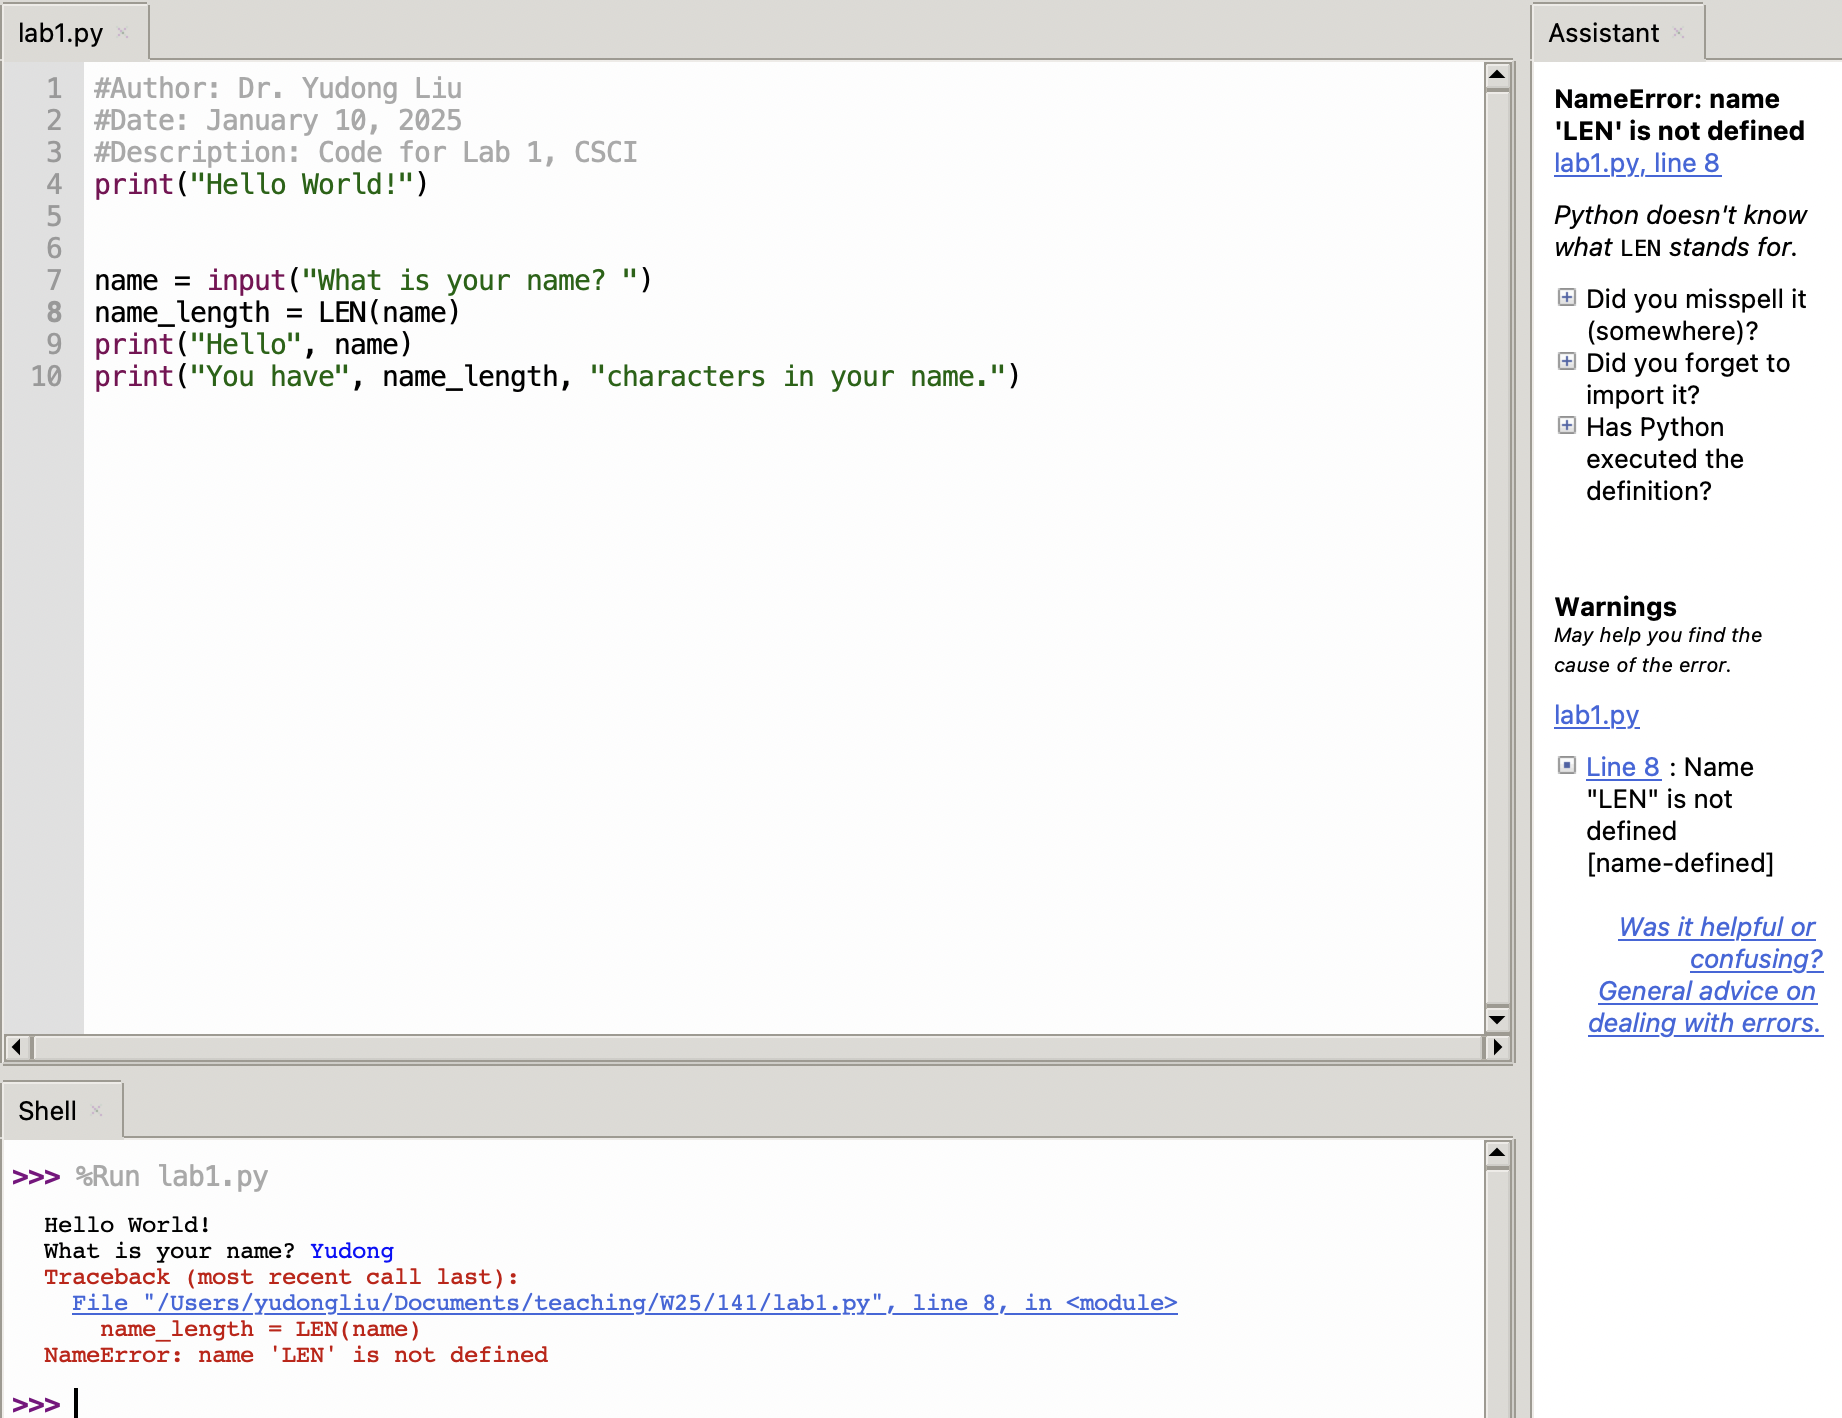 lab1.py
1 #Author: Dr. Yudong Liu
2 #Date: January 10, 2025
3 #Description: Code for Lab 1, CSCI
4 print("Hello World!")
5
6
7 name = input("What is your name? ")
8 name_length = LEN(name)
9 print("Hello", name)
10 print("You have", name_length, "characters in your name.")
Shell
>>> %Run lab1.py
Hello World!
What is your name? Yudong
Traceback (most recent call last):
File "/Users/yudongliu/Documents/teaching/W25/141/lab1.py", line 8, in <module>
name_length = LEN(name)
NameError: name 'LEN' is not defined
>>>
Assistant
NameError: name
'LEN' is not defined
lab1.py, line 8
Python doesn't know
what LEN stands for.
Did you misspell it
(somewhere)?
Did you forget to
import it?
Has Python
executed the
definition?
Warnings
May help you find the
cause of the error.
lab1.py
Line 8 : Name
"LEN" is not
defined
[name-defined]
Was it helpful or
confusing?
General advice on
dealing with errors.